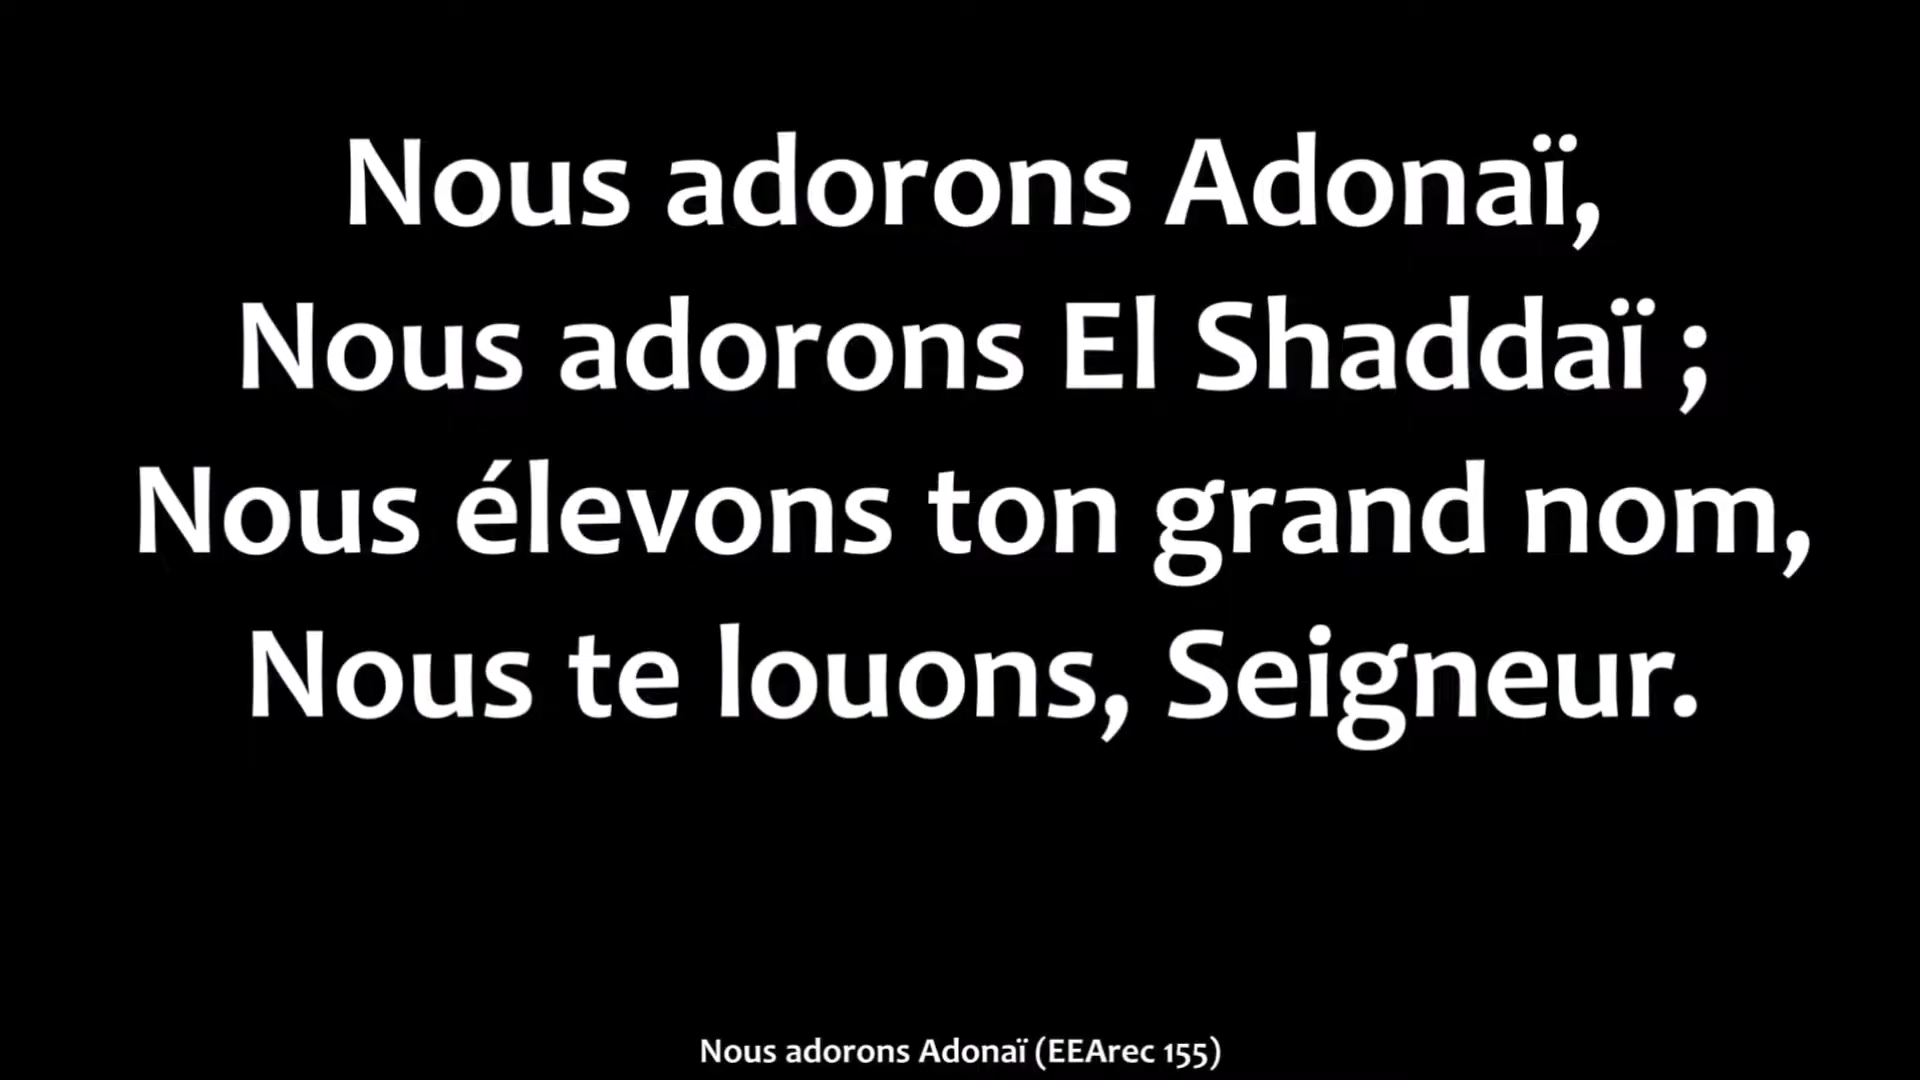 Nous adorons Adonaï,
Nous adorons El Shaddaï ;
Nous élevons ton grand nom,
Nous te louons, Seigneur.
Nous adorons Adonaï (EEArec 155)